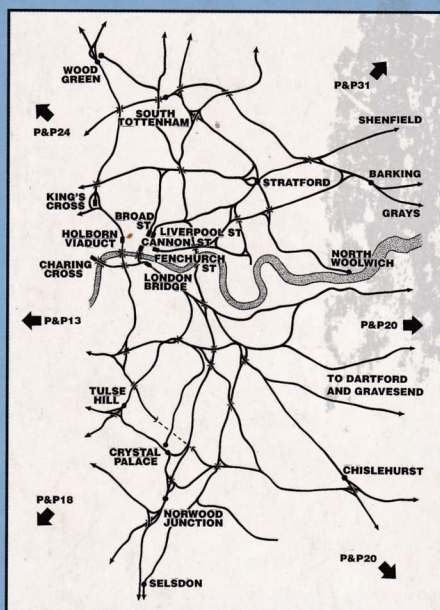 WOOD
GREEN
P&P31
P&P24
SOUTH
TOTTENHAM
SHENFIELD
BARKING
STRATFORD
KING'S
CROSS
GRAYS
BROAD
ST
LIVERPOOL ST
HOLBORN
VIADUCT
CANNON ST
FENCHURCH
ST
NORTH
WOOLWICH
CHARING
CROSS
LONDON
BRIDGE
P&P13
P&P20
TO DARTFORD
AND GRAVESEND
TULSE
HILL
CRYSTAL
PALACE
CHISLEHURST
P&P18
NORWOOD
JUNCTION
P&P20
SELSDON